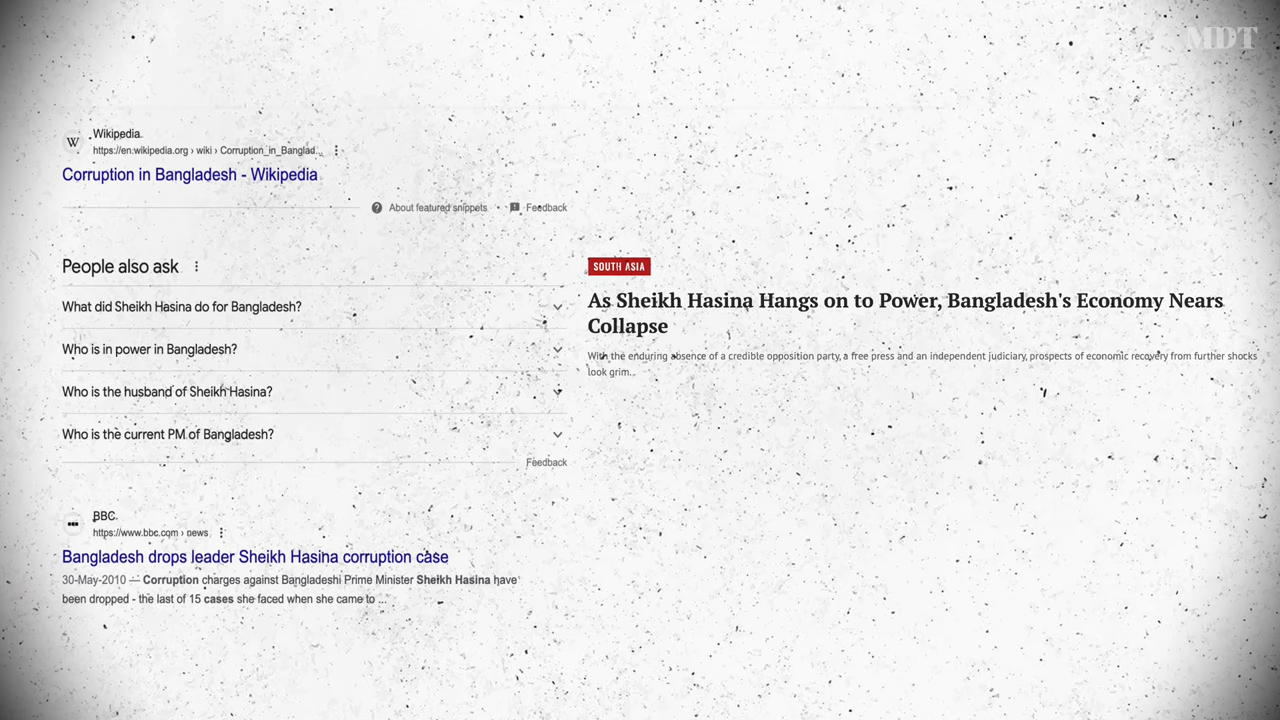 MDT
W
Wikipedia
https://en.wikipedia.org › wiki › Corruption_in_Banglad...
Corruption in Bangladesh - Wikipedia
About featured snippets • Feedback
People also ask
What did Sheikh Hasina do for Bangladesh?
Who is in power in Bangladesh?
Who is the husband of Sheikh Hasina?
Who is the current PM of Bangladesh?
Feedback
BBC
https://www.bbc.com › news
Bangladesh drops leader Sheikh Hasina corruption case
30-May-2010 — Corruption charges against Bangladeshi Prime Minister Sheikh Hasina have
been dropped - the last of 15 cases she faced when she came to ...
SOUTH ASIA
As Sheikh Hasina Hangs on to Power, Bangladesh's Economy Nears
Collapse
With the enduring absence of a credible opposition party, a free press and an independent judiciary, prospects of economic recovery from further shocks
look grim.